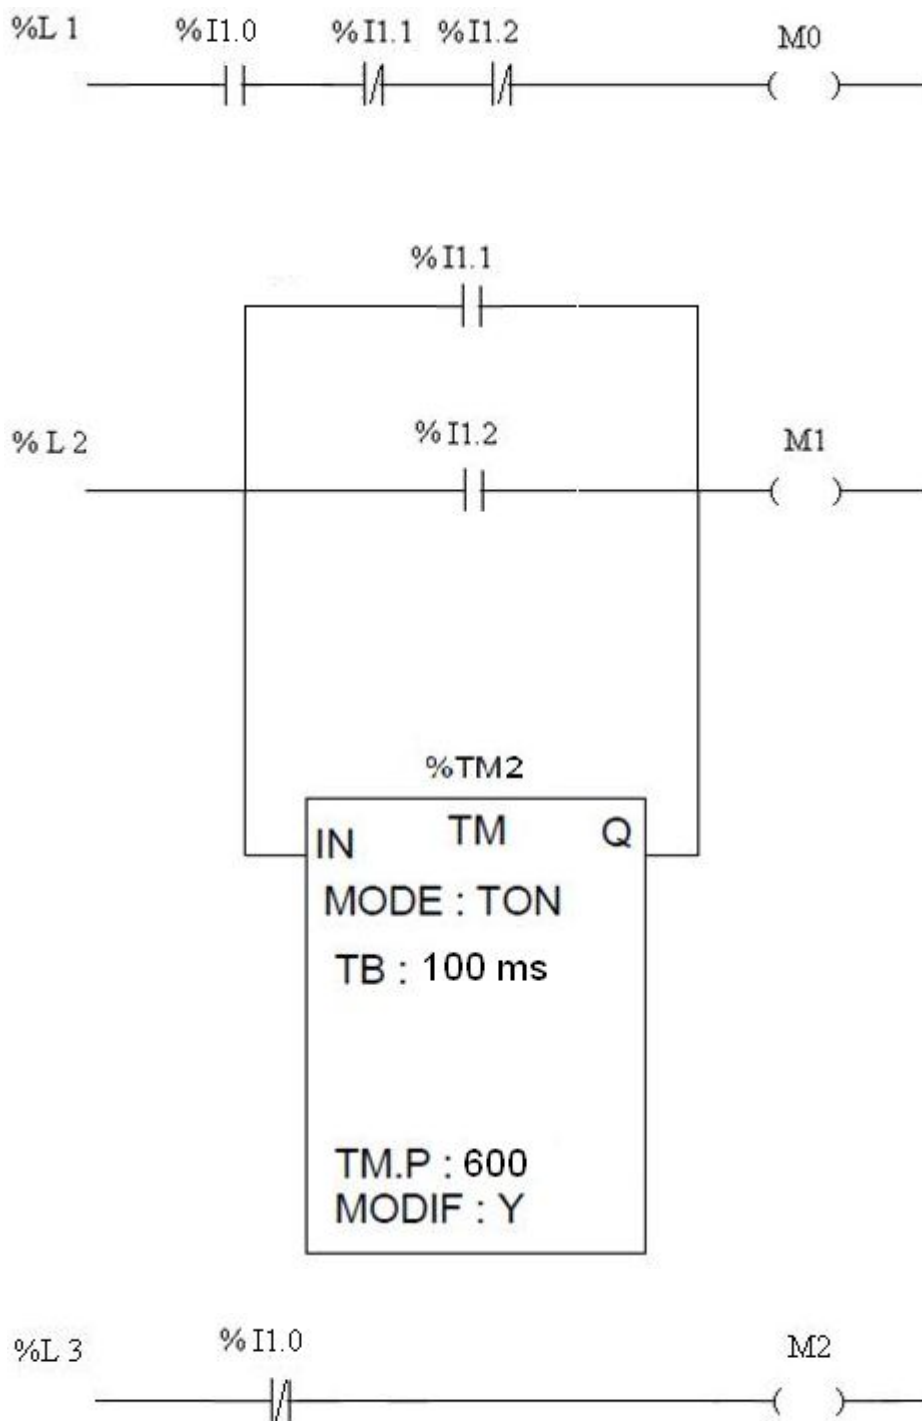 %L 1 %I1.0 %I1.1 %I1.2 M0
%I1.1
%L 2 %I1.2 M1
%TM2
IN TM Q
MODE : TON
TB : 100 ms
TM.P : 600
MODIF : Y
%L 3 %I1.0 M2